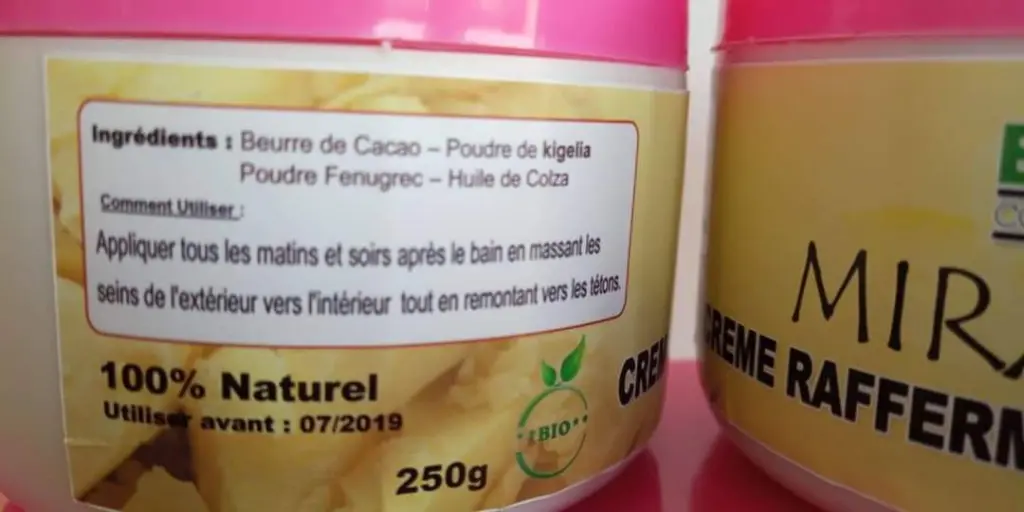 Ingrédients : Beurre de Cacao – Poudre de kigelia
Poudre Fenugrec – Huile de Colza
Comment Utiliser :
Appliquer tous les matins et soirs après le bain en massant les
seins de l'extérieur vers l'intérieur tout en remontant vers les tétons.
100% Naturel
Utiliser avant : 07/2019
250g
BIO
CREM
MIRA
CREME RAFFERM